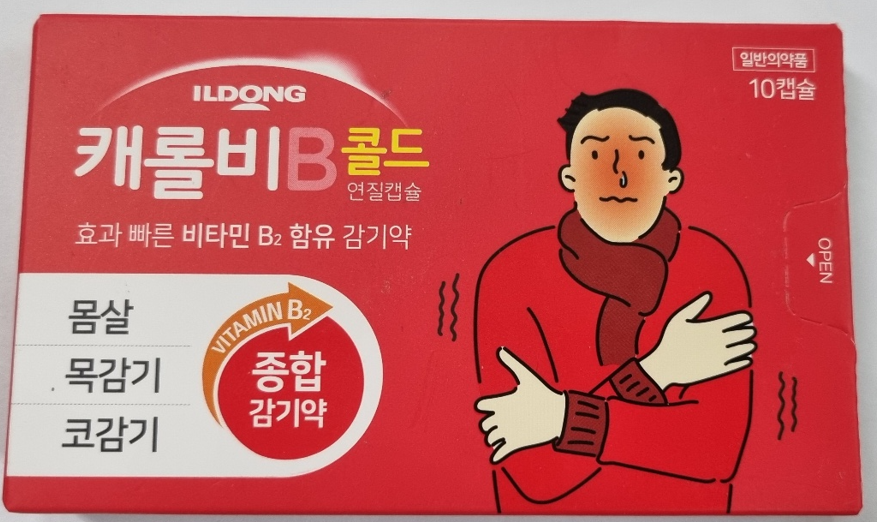 일반의약품
10캡슐
ILDONG
캐롤비B콜드
연질캡슐
효과 빠른 비타민 B₂ 함유 감기약
OPEN
몸살
목감기
코감기
VITAMIN B₂
종합
감기약